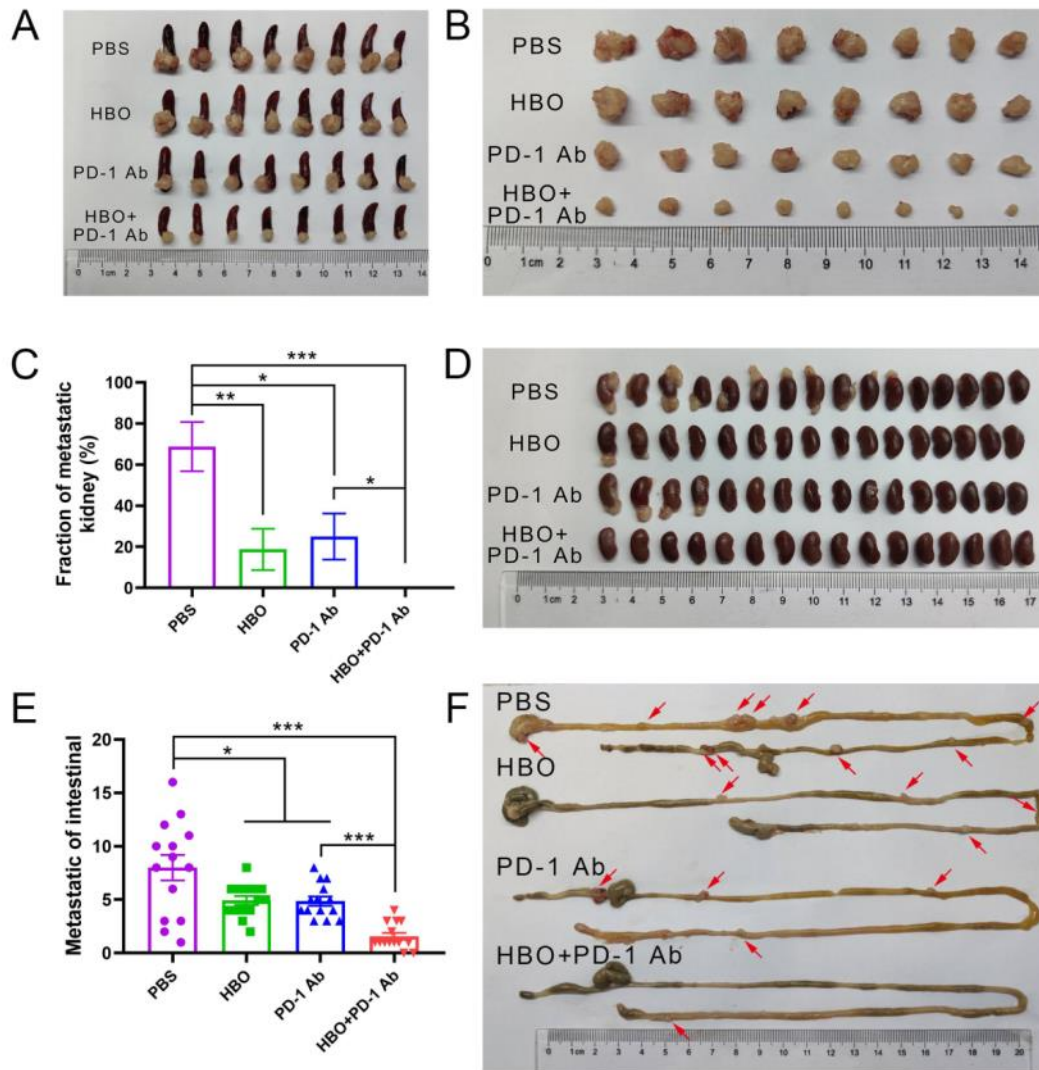 A
PBS
HBO
PD-1 Ab
HBO+
PD-1 Ab
0 1cm 2 3 4 5 6 7 8 9 10 11 12 13 14
B
PBS
HBO
PD-1 Ab
HBO+
PD-1 Ab
0 1cm 2 3 4 5 6 7 8 9 10 11 12 13 14
C
Fraction of metastatic
kidney (%)
100
80
60
40
20
0
***
*
**
*
PBS
HBO
PD-1 Ab
HBO+PD-1 Ab
D
PBS
HBO
PD-1 Ab
HBO+
PD-1 Ab
0 1cm 2 3 4 5 6 7 8 9 10 11 12 13 14 15 16 17
E
Metastatic of intestinal
20
15
10
5
0
***
*
***
PBS
HBO
PD-1 Ab
HBO+PD-1 Ab
F
PBS
HBO
PD-1 Ab
HBO+PD-1 Ab
0 1cm 2 3 4 5 6 7 8 9 10 11 12 13 14 15 16 17 18 19 20